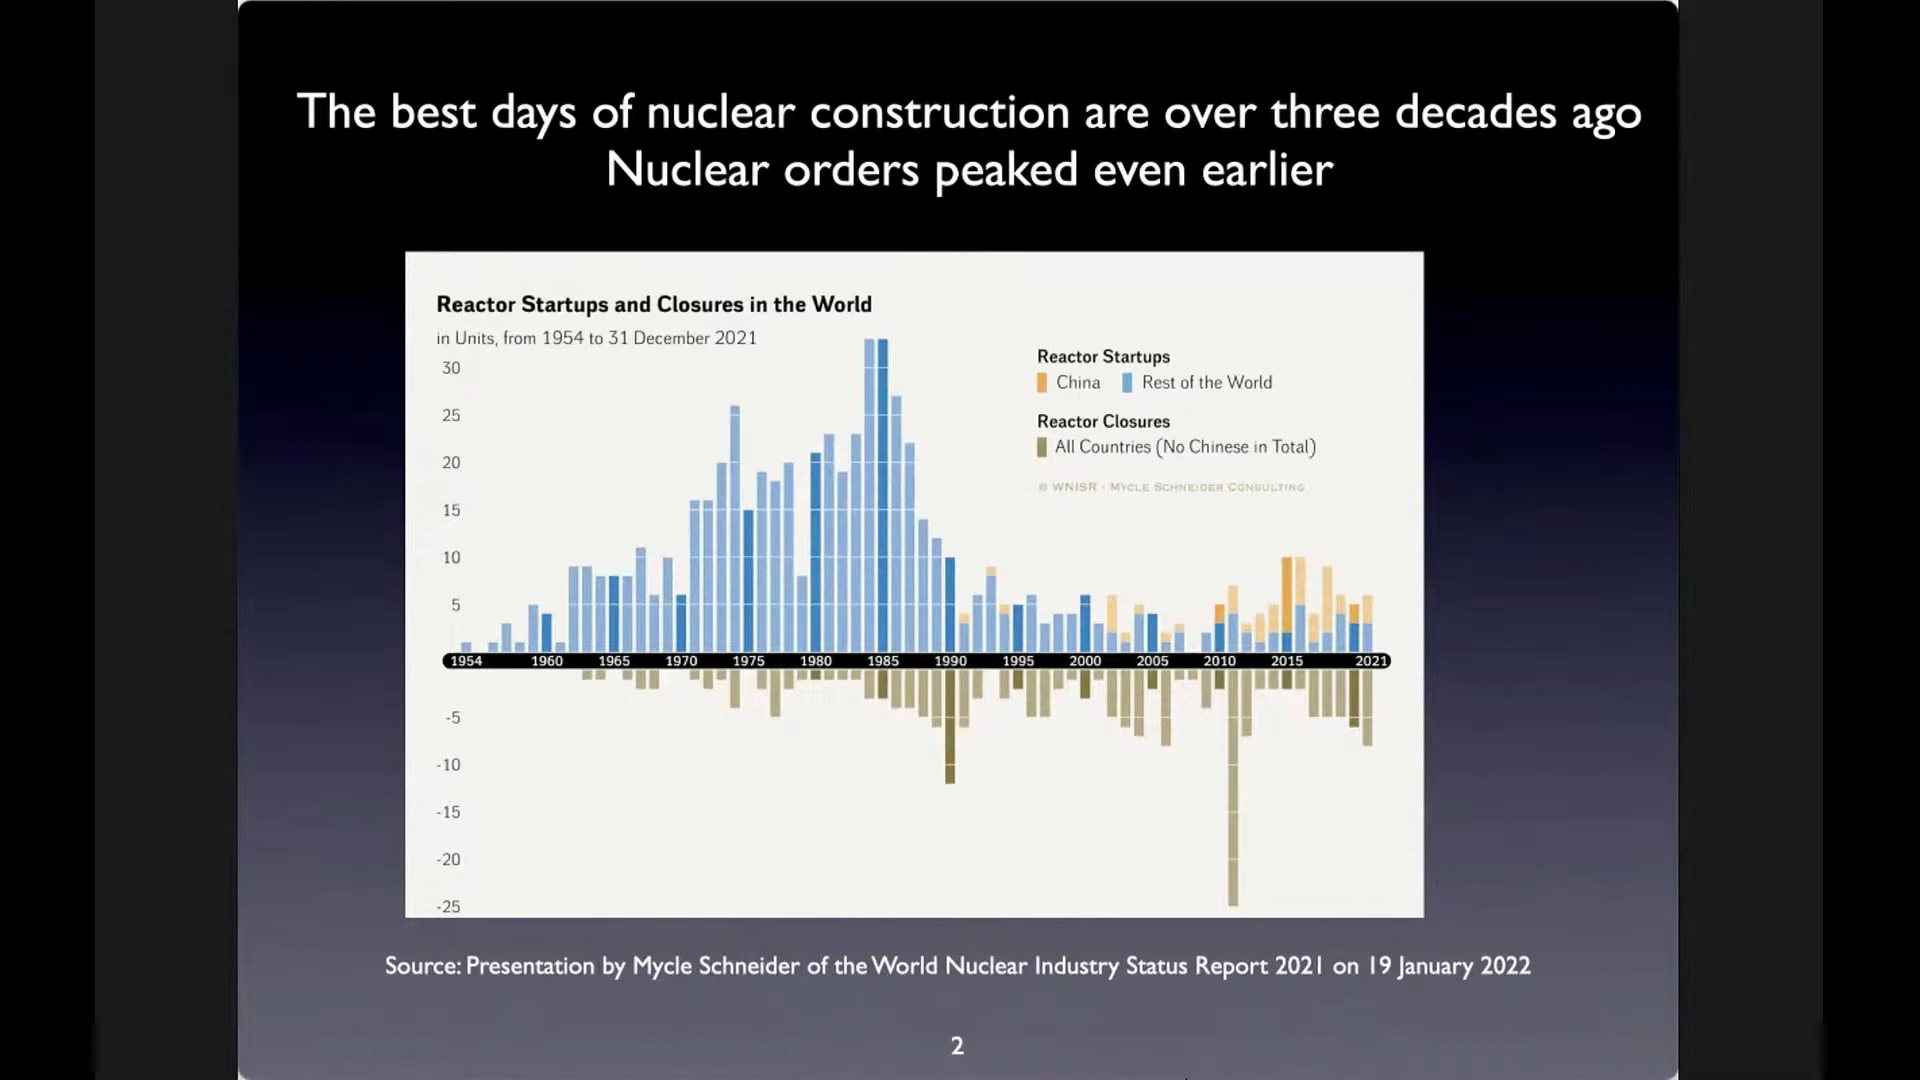 The best days of nuclear construction are over three decades ago
Nuclear orders peaked even earlier
Reactor Startups and Closures in the World
in Units, from 1954 to 31 December 2021
Reactor Startups
China Rest of the World
Reactor Closures
All Countries (No Chinese in Total)
© WNISR - MYCLE SCHNEIDER CONSULTING
30
25
20
15
10
5
1954 1960 1965 1970 1975 1980 1985 1990 1995 2000 2005 2010 2015 2021
-5
-10
-15
-20
-25
Source: Presentation by Mycle Schneider of the World Nuclear Industry Status Report 2021 on 19 January 2022
2